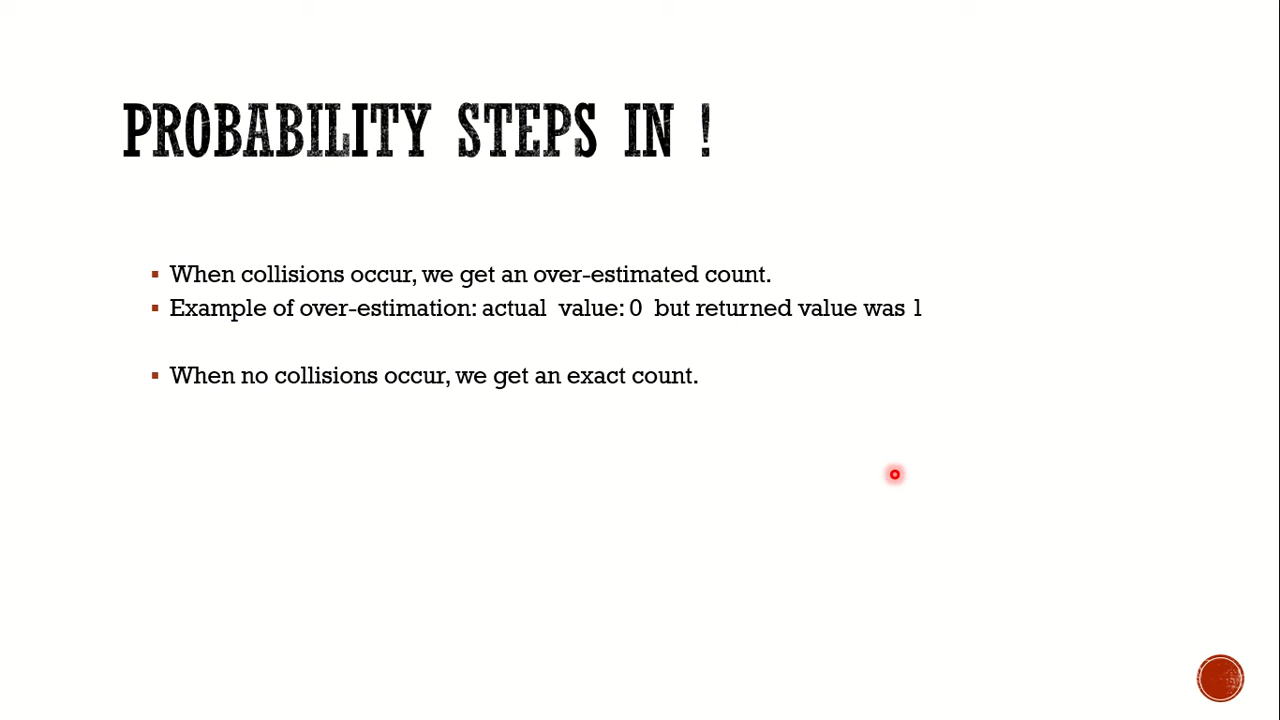 PROBABILITY STEPS IN !
When collisions occur, we get an over-estimated count.
Example of over-estimation: actual value: 0 but returned value was 1
When no collisions occur, we get an exact count.